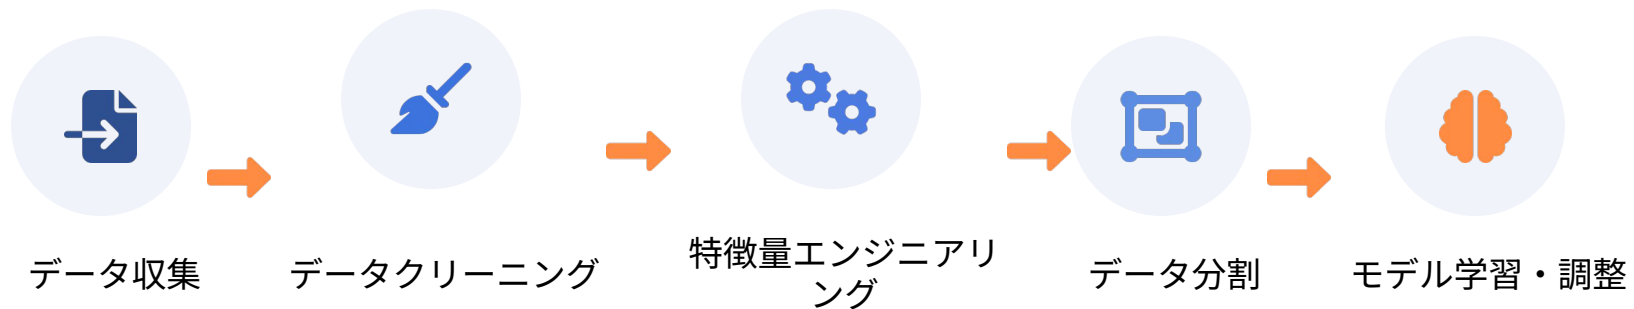 データ収集
データクリーニング
特徴量エンジニアリ
ング
データ分割
モデル学習・調整